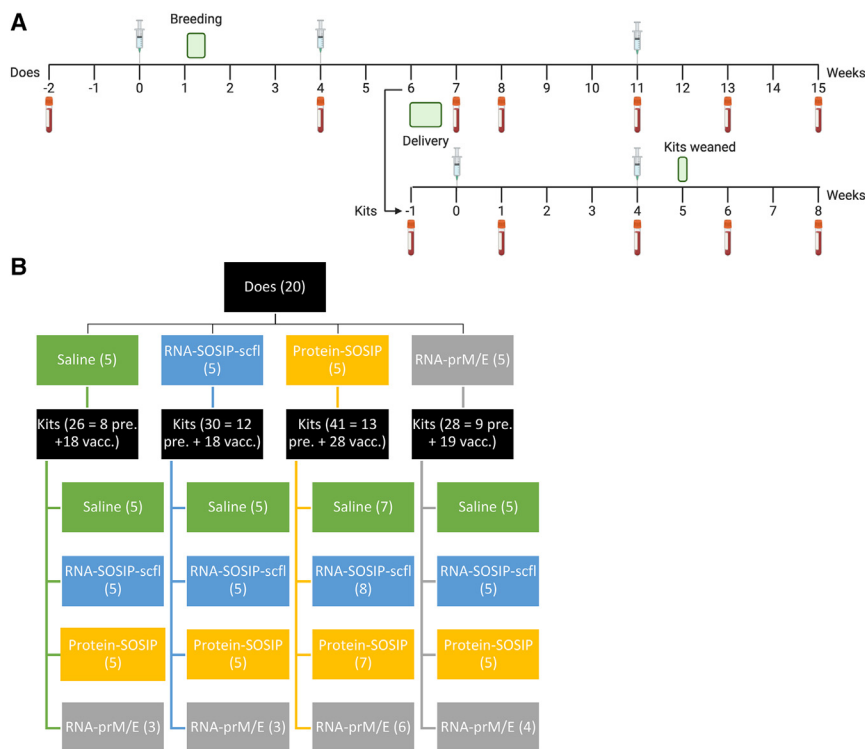 A
Breeding
Does
Weeks
-2 -1 0 1 2 3 4 5 6 7 8 9 10 11 12 13 14 15
Delivery
Kits weaned
Weeks
Kits
-1 0 1 2 3 4 5 6 7 8
B
Does (20)
Saline (5)
RNA-SOSIP-scfl
(5)
Protein-SOSIP
(5)
RNA-prM/E (5)
Kits (26 = 8 pre.
+18 vacc.)
Kits (30 = 12
pre. + 18 vacc.)
Kits (41 = 13
pre. + 28 vacc.)
Kits (28 = 9 pre.
+ 19 vacc.)
Saline (5)
Saline (5)
Saline (7)
Saline (5)
RNA-SOSIP-scfl
(5)
RNA-SOSIP-scfl
(5)
RNA-SOSIP-scfl
(8)
RNA-SOSIP-scfl
(5)
Protein-SOSIP
(5)
Protein-SOSIP
(5)
Protein-SOSIP
(7)
Protein-SOSIP
(5)
RNA-prM/E (3)
RNA-prM/E (3)
RNA-prM/E (6)
RNA-prM/E (4)